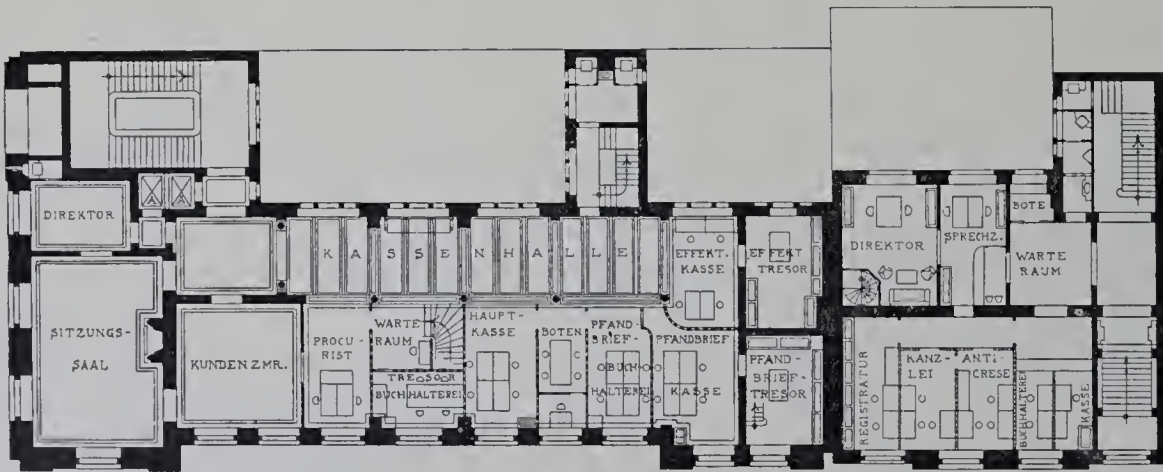 DIREKTOR
SITZUNGS-
SAAL
KUNDENZMR.
KASSENHALLE
PROCU-
RIST
WARTE
RAUM
TRESOR
BUCHHALTEREI
HAUPT-
KASSE
BOTEN
PFAND-
BRIEF-
BUCH
HALTEREI
PFANDBRIEF
KASSE
EFFEKT.
KASSE
EFFEKT
TRESOR
PFAND-
BRIEF-
TRESOR
DIREKTOR
SPRECHZ.
BOTE
WARTE
RAUM
REGISTRATUR
KANZ-
LEI
ANTI-
CRESE
BUCHHALTEREI
KASSE